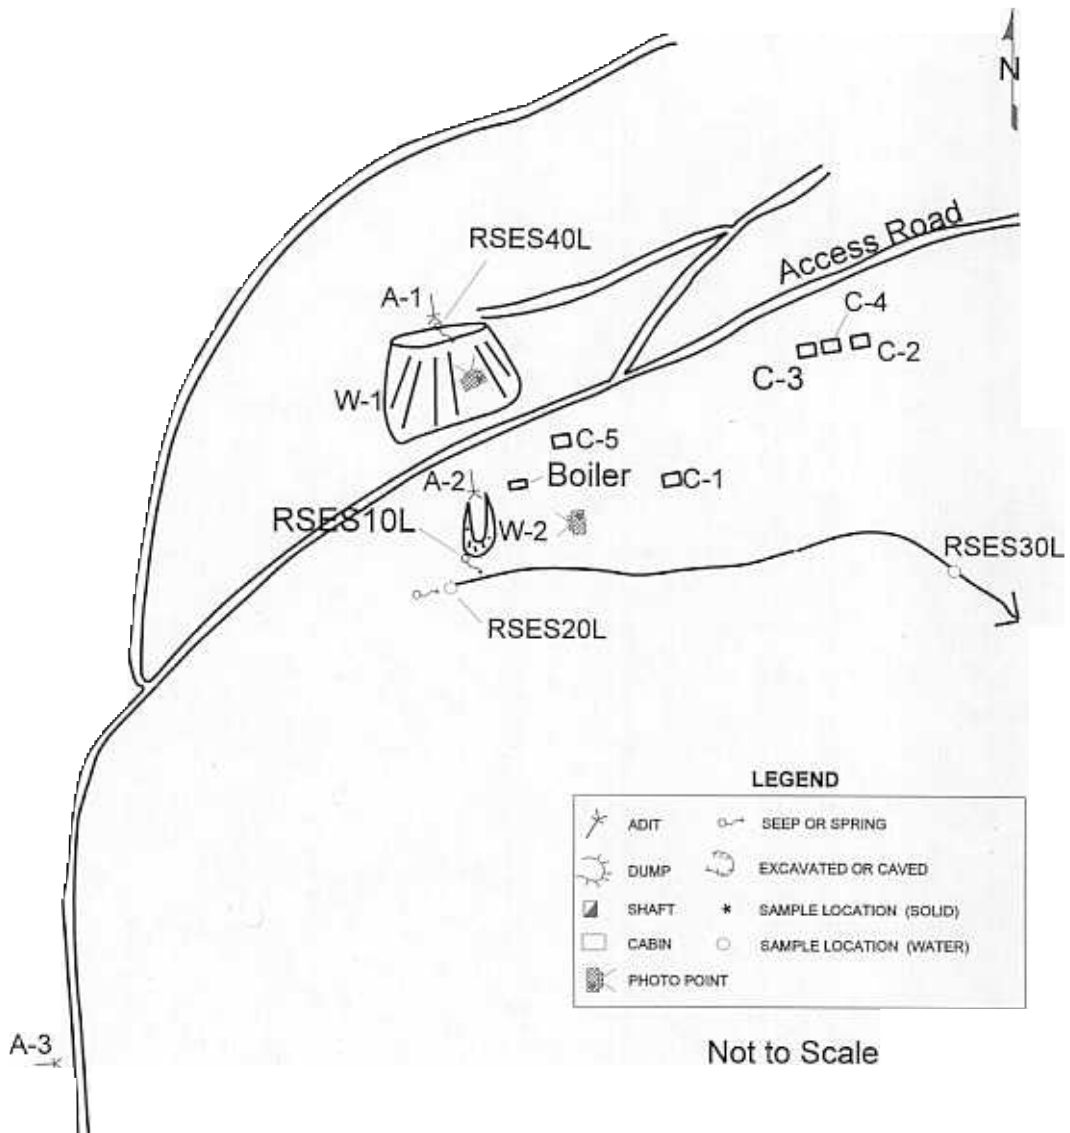 N
Access Road
RSES40L
A-1
C-4
C-3
C-2
W-1
C-5
A-2
Boiler
C-1
RSES10L
W-2
RSES30L
RSES20L
LEGEND
ADIT
SEEP OR SPRING
DUMP
EXCAVATED OR CAVED
SHAFT
SAMPLE LOCATION (SOLID)
CABIN
SAMPLE LOCATION (WATER)
PHOTO POINT
A-3
Not to Scale